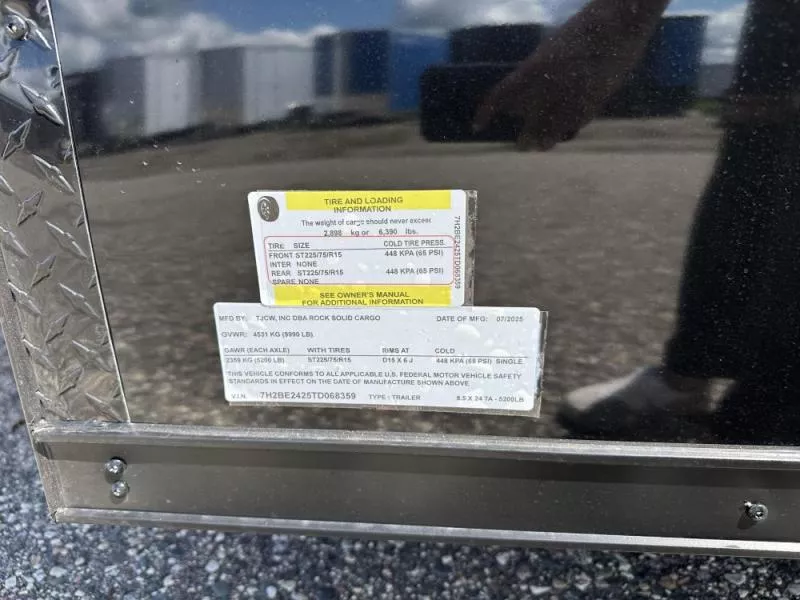 TIRE AND LOADING
INFORMATION
The weight of cargo should never exceed
2,898 kg or 6,390 lbs.
TIRE SIZE COLD TIRE PRESS.
FRONT ST225/75/R15 448 KPA (65 PSI)
INTER NONE
REAR ST225/75/R15 448 KPA (65 PSI)
SPARE NONE
SEE OWNER'S MANUAL
FOR ADDITIONAL INFORMATION
7H2BE2425TD068359
MFD BY: TJCW, INC DBA ROCK SOLID CARGO DATE OF MFG: 07/2025
GVWR: 4531 KG (9990 LB)
GAWR (EACH AXLE) WITH TIRES RIMS AT COLD
2359 KG (5200 LB) ST225/75/R15 D15 X 6 J 448 KPA (65 PSI) SINGLE
THIS VEHICLE CONFORMS TO ALL APPLICABLE U.S. FEDERAL MOTOR VEHICLE SAFETY
STANDARDS IN EFFECT ON THE DATE OF MANUFACTURE SHOWN ABOVE
V.I.N. 7H2BE2425TD068359 TYPE: TRAILER 8.5 X 24 TA - 5200LB